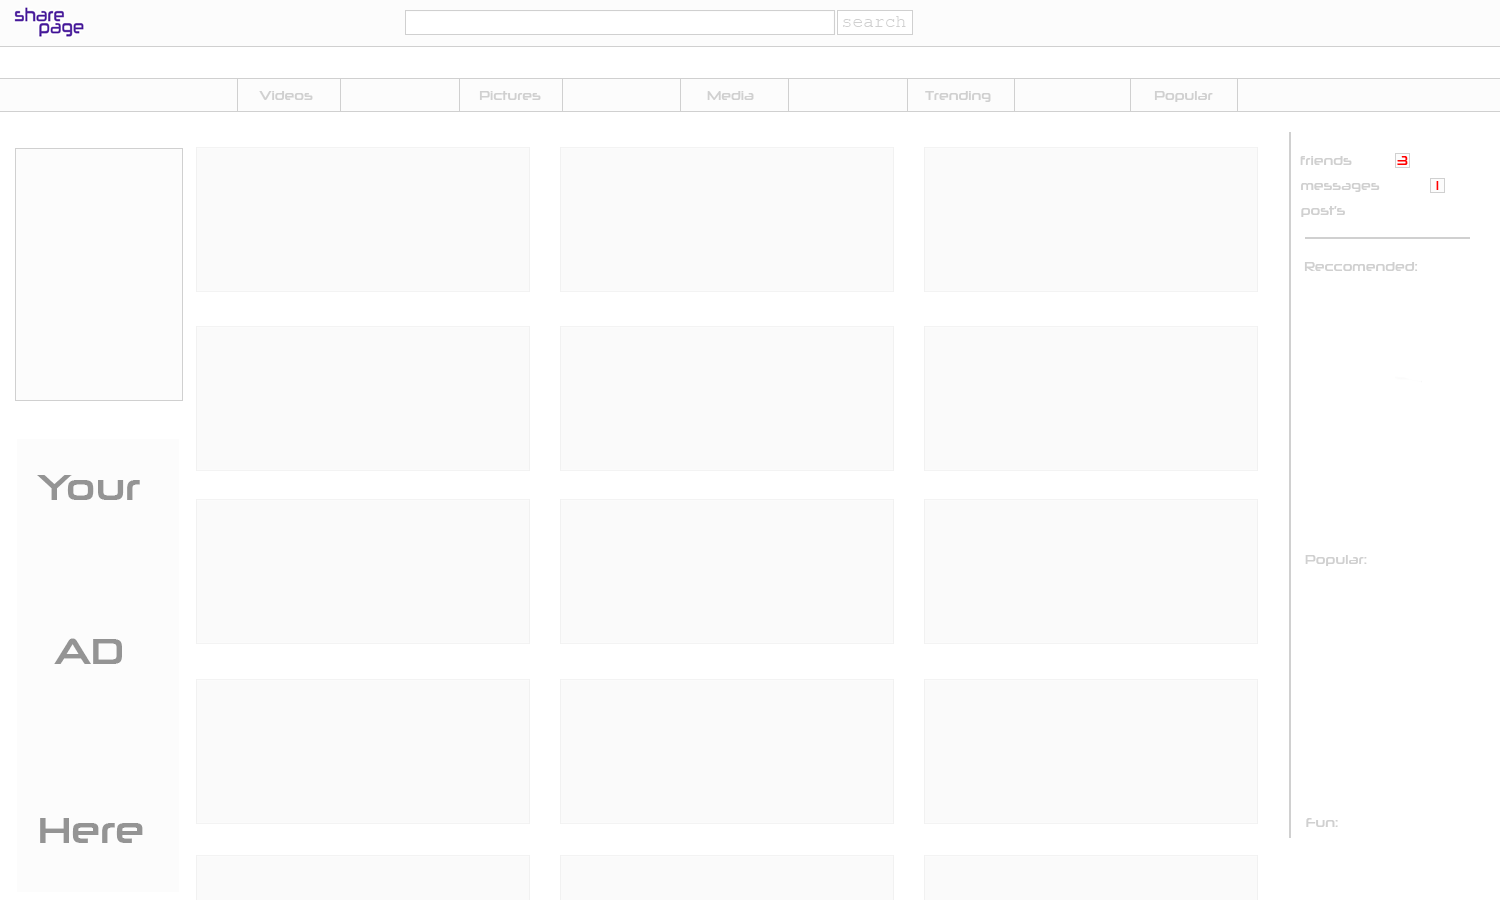 share
page
search
Videos Pictures Media Trending Popular
friends 3
messages 1
post's
Reccomended:
Popular:
Fun:
Your
AD
Here